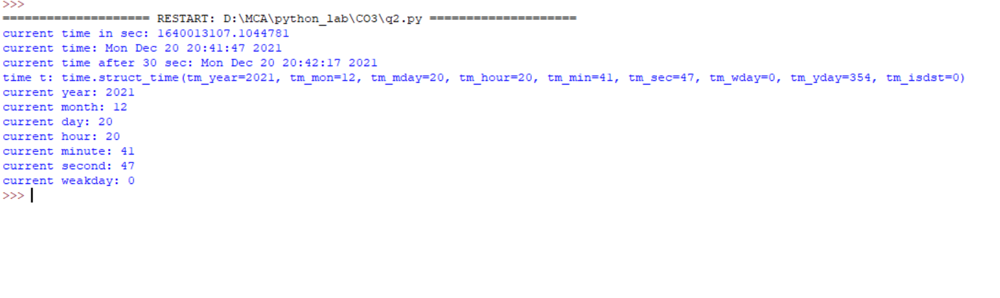 >>>
==================== RESTART: D:\MCA\python_lab\CO3\q2.py ====================
current time in sec: 1640013107.1044781
current time: Mon Dec 20 20:41:47 2021
current time after 30 sec: Mon Dec 20 20:42:17 2021
time t: time.struct_time(tm_year=2021, tm_mon=12, tm_mday=20, tm_hour=20, tm_min=41, tm_sec=47, tm_wday=0, tm_yday=354, tm_isdst=0)
current year: 2021
current month: 12
current day: 20
current hour: 20
current minute: 41
current second: 47
current weakday: 0
>>>